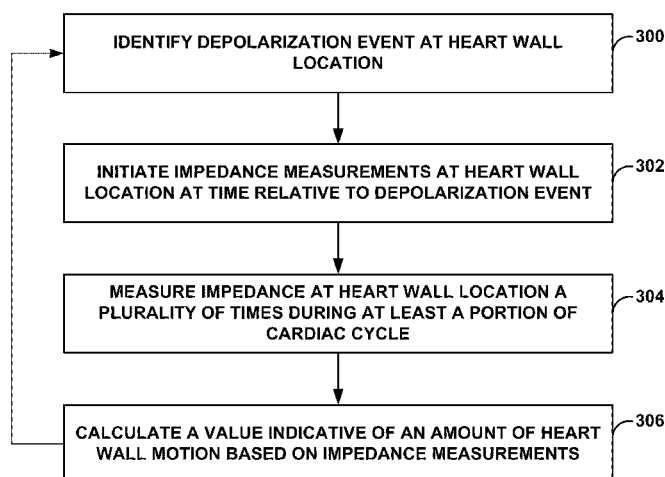 IDENTIFY DEPOLARIZATION EVENT AT HEART WALL
LOCATION
300
INITIATE IMPEDANCE MEASUREMENTS AT HEART WALL
LOCATION AT TIME RELATIVE TO DEPOLARIZATION EVENT
302
MEASURE IMPEDANCE AT HEART WALL LOCATION A
PLURALITY OF TIMES DURING AT LEAST A PORTION OF
CARDIAC CYCLE
304
CALCULATE A VALUE INDICATIVE OF AN AMOUNT OF HEART
WALL MOTION BASED ON IMPEDANCE MEASUREMENTS
306